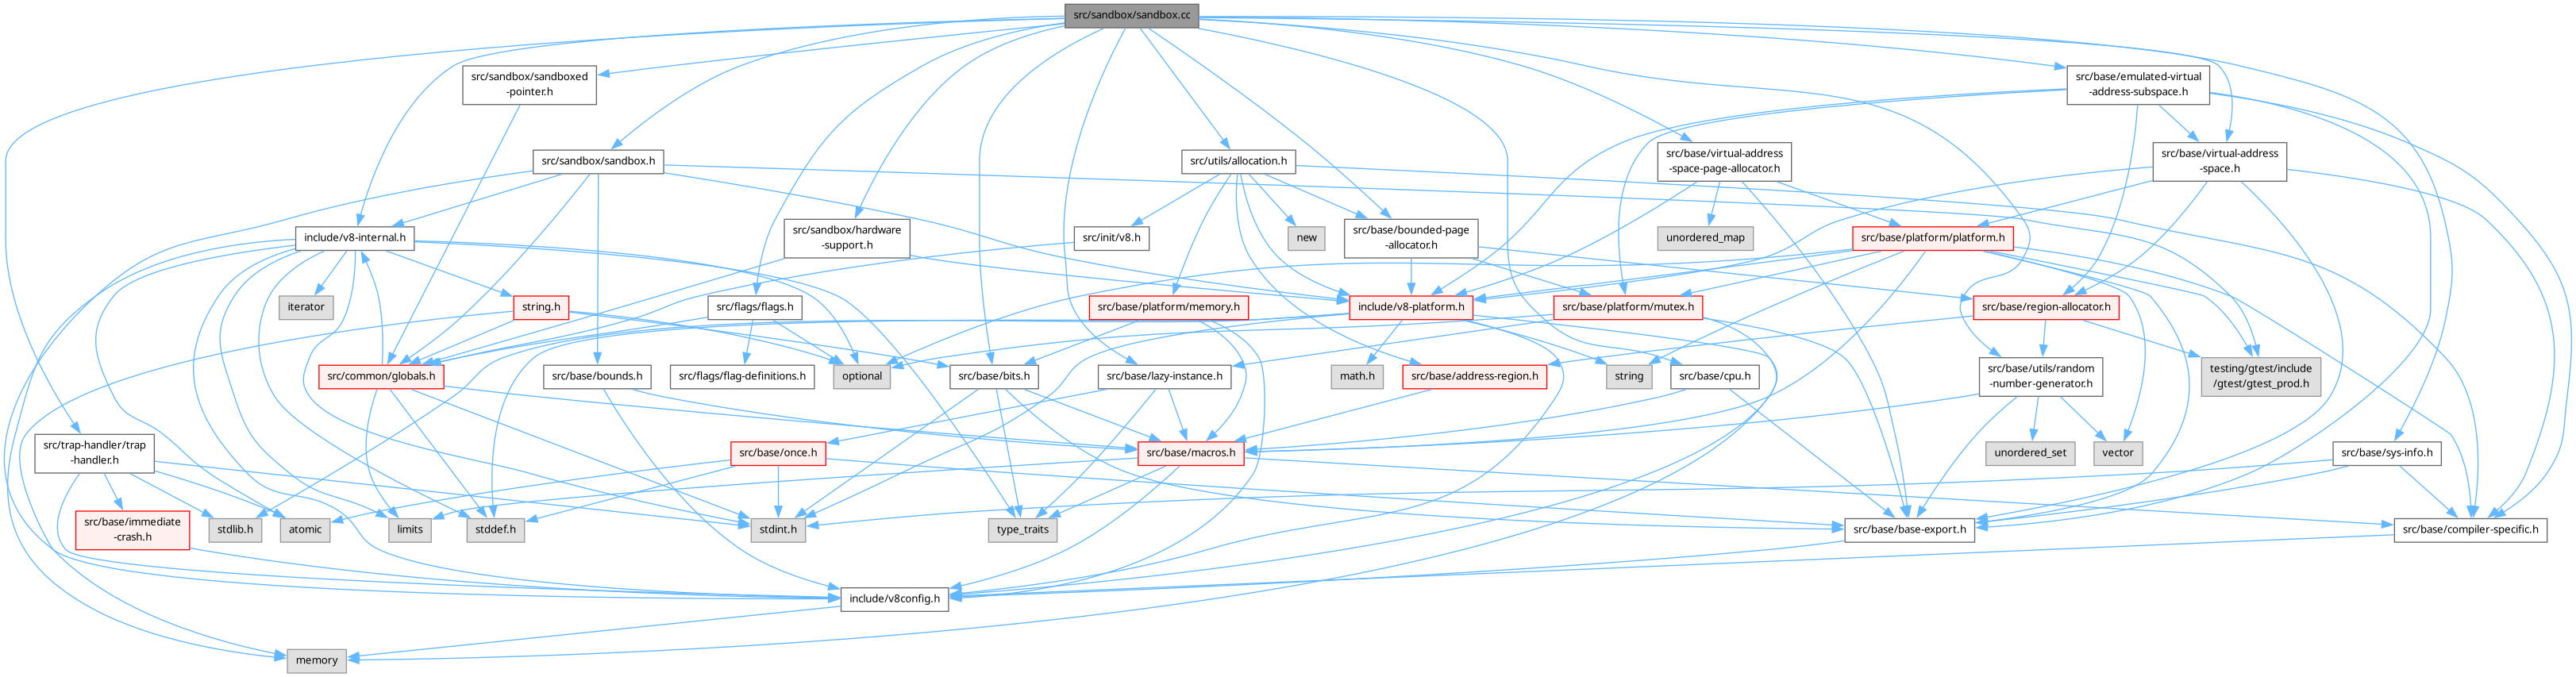 src/sandbox/sandbox.cc
src/sandbox/sandboxed
-pointer.h
src/base/emulated-virtual
-address-subspace.h
src/sandbox/sandbox.h
src/utils/allocation.h
src/base/virtual-address
-space-page-allocator.h
src/base/virtual-address
-space.h
include/v8-internal.h
src/sandbox/hardware
-support.h
src/init/v8.h
new
src/base/bounded-page
-allocator.h
unordered_map
src/base/platform/platform.h
iterator
string.h
src/flags/flags.h
src/base/platform/memory.h
include/v8-platform.h
src/base/platform/mutex.h
src/base/region-allocator.h
src/common/globals.h
src/base/bounds.h
src/flags/flag-definitions.h
optional
src/base/bits.h
src/base/lazy-instance.h
math.h
src/base/address-region.h
string
src/base/cpu.h
src/base/utils/random
-number-generator.h
testing/gtest/include
/gtest/gtest_prod.h
src/trap-handler/trap
-handler.h
src/base/once.h
src/base/macros.h
unordered_set
vector
src/base/sys-info.h
src/base/immediate
-crash.h
stdlib.h
atomic
limits
stddef.h
stdint.h
type_traits
src/base/base-export.h
src/base/compiler-specific.h
include/v8config.h
memory